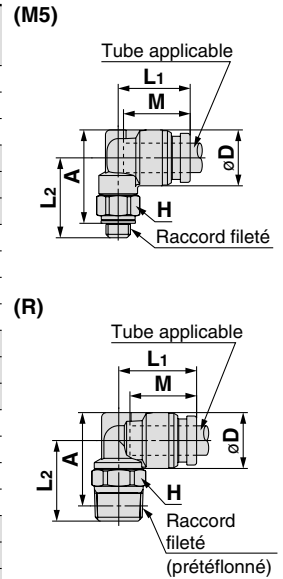 (M5)
Tube applicable
L1
M
A
L2
øD
H
Raccord fileté
(R)
Tube applicable
L1
M
A
L2
øD
H
Raccord
fileté
(prétéflonné)